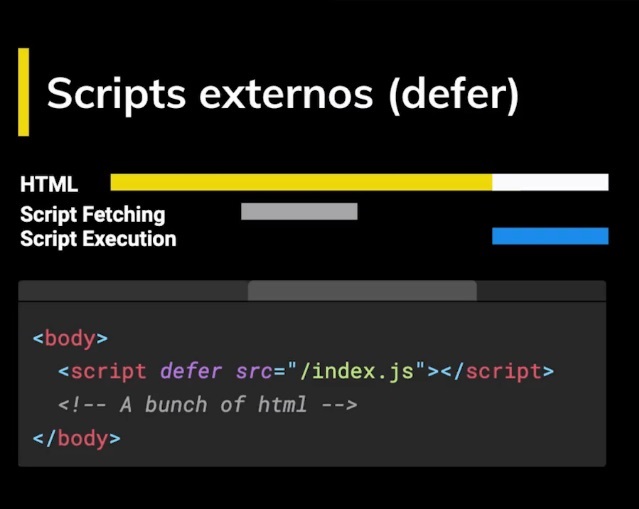 Scripts externos (defer)
HTML
Script Fetching
Script Execution
<body>
<script defer src="/index.js"></script>
<!-- A bunch of html -->
</body>